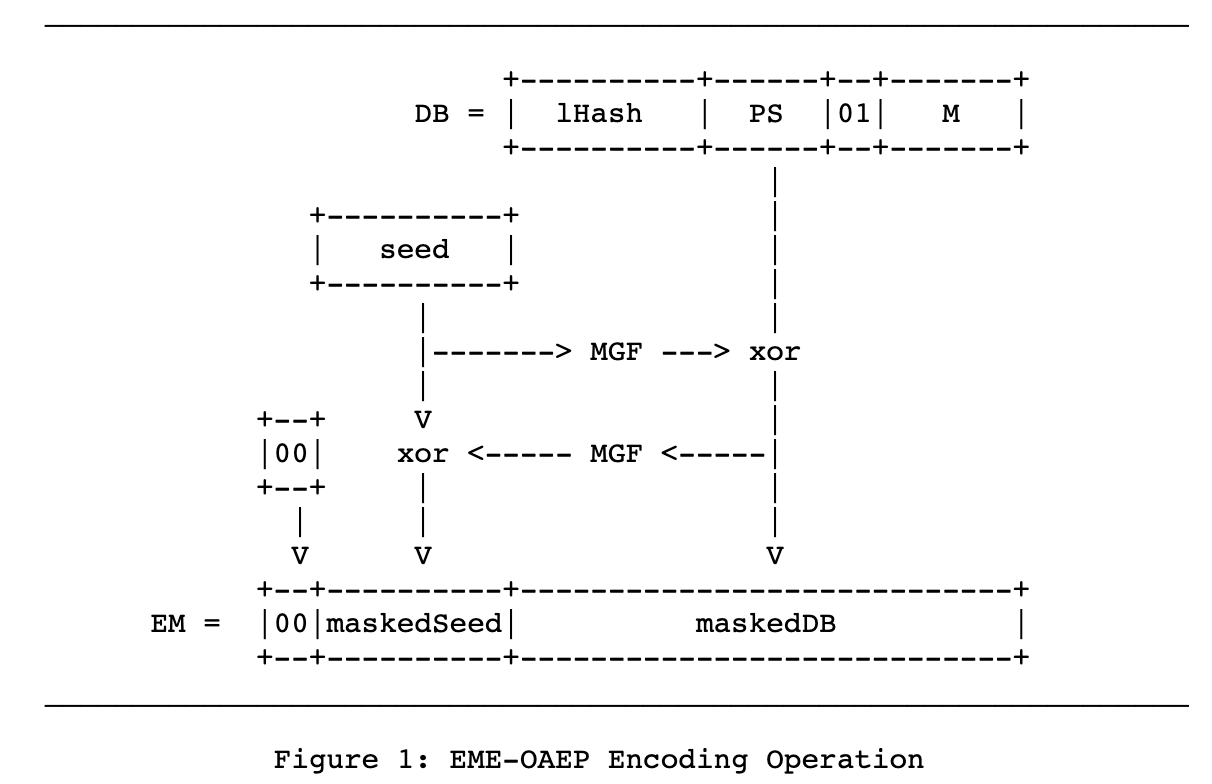 +----------+------+--+-------+
                      DB = |  lHash   |  PS  |01|   M   |
                           +----------+------+--+-------+
                                          |
                +----------+              |
                |   seed   |              |
                +----------+              |
                      |                   |
                      |-------> MGF ---> xor
                      |                   |
             +--+     V                   |
             |00|    xor <----- MGF <-----|
             +--+     |                   |
               |      |                   |
               V      V                   V
             +--+----------+----------------------------+
       EM =  |00|maskedSeed|          maskedDB          |
             +--+----------+----------------------------+
Figure 1: EME-OAEP Encoding Operation